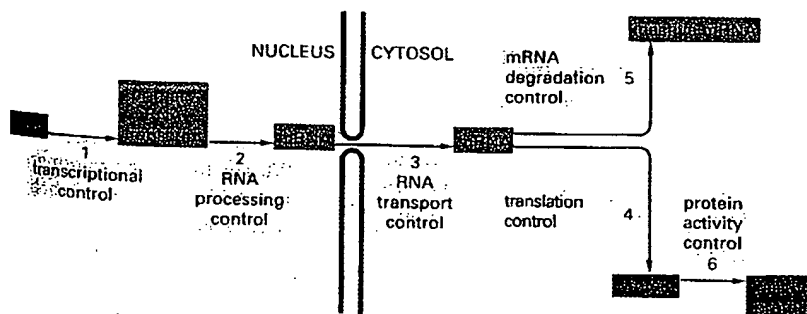 NUCLEUS
CYTOSOL
mRNA
degradation
control
5
1
transcriptional
control
2
RNA
processing
control
3
RNA
transport
control
translation
control
4
protein
activity
control
6